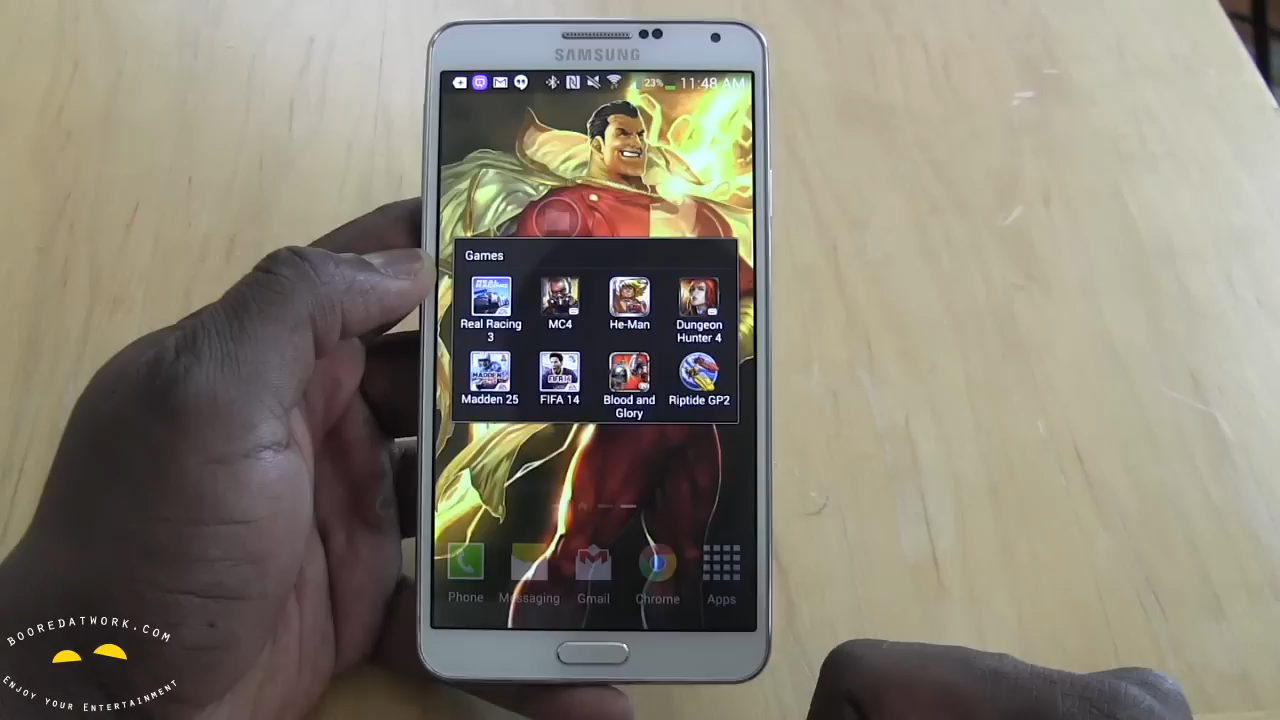 SAMSUNG
23% 11:48 AM
Games
Real Racing 3
MC4
He-Man
Dungeon Hunter 4
Madden 25
FIFA 14
Blood and Glory
Riptide GP2
Phone
Messaging
Gmail
Chrome
Apps
BOOREDATWORK.COM
ENJOY YOUR ENTERTAINMENT